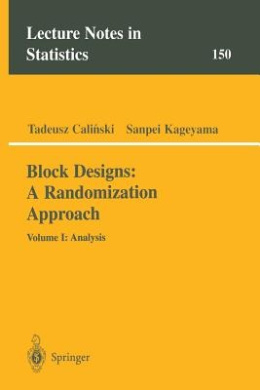 Lecture Notes in
Statistics 150
Tadeusz Caliński Sanpei Kageyama
Block Designs:
A Randomization
Approach
Volume I: Analysis
Springer